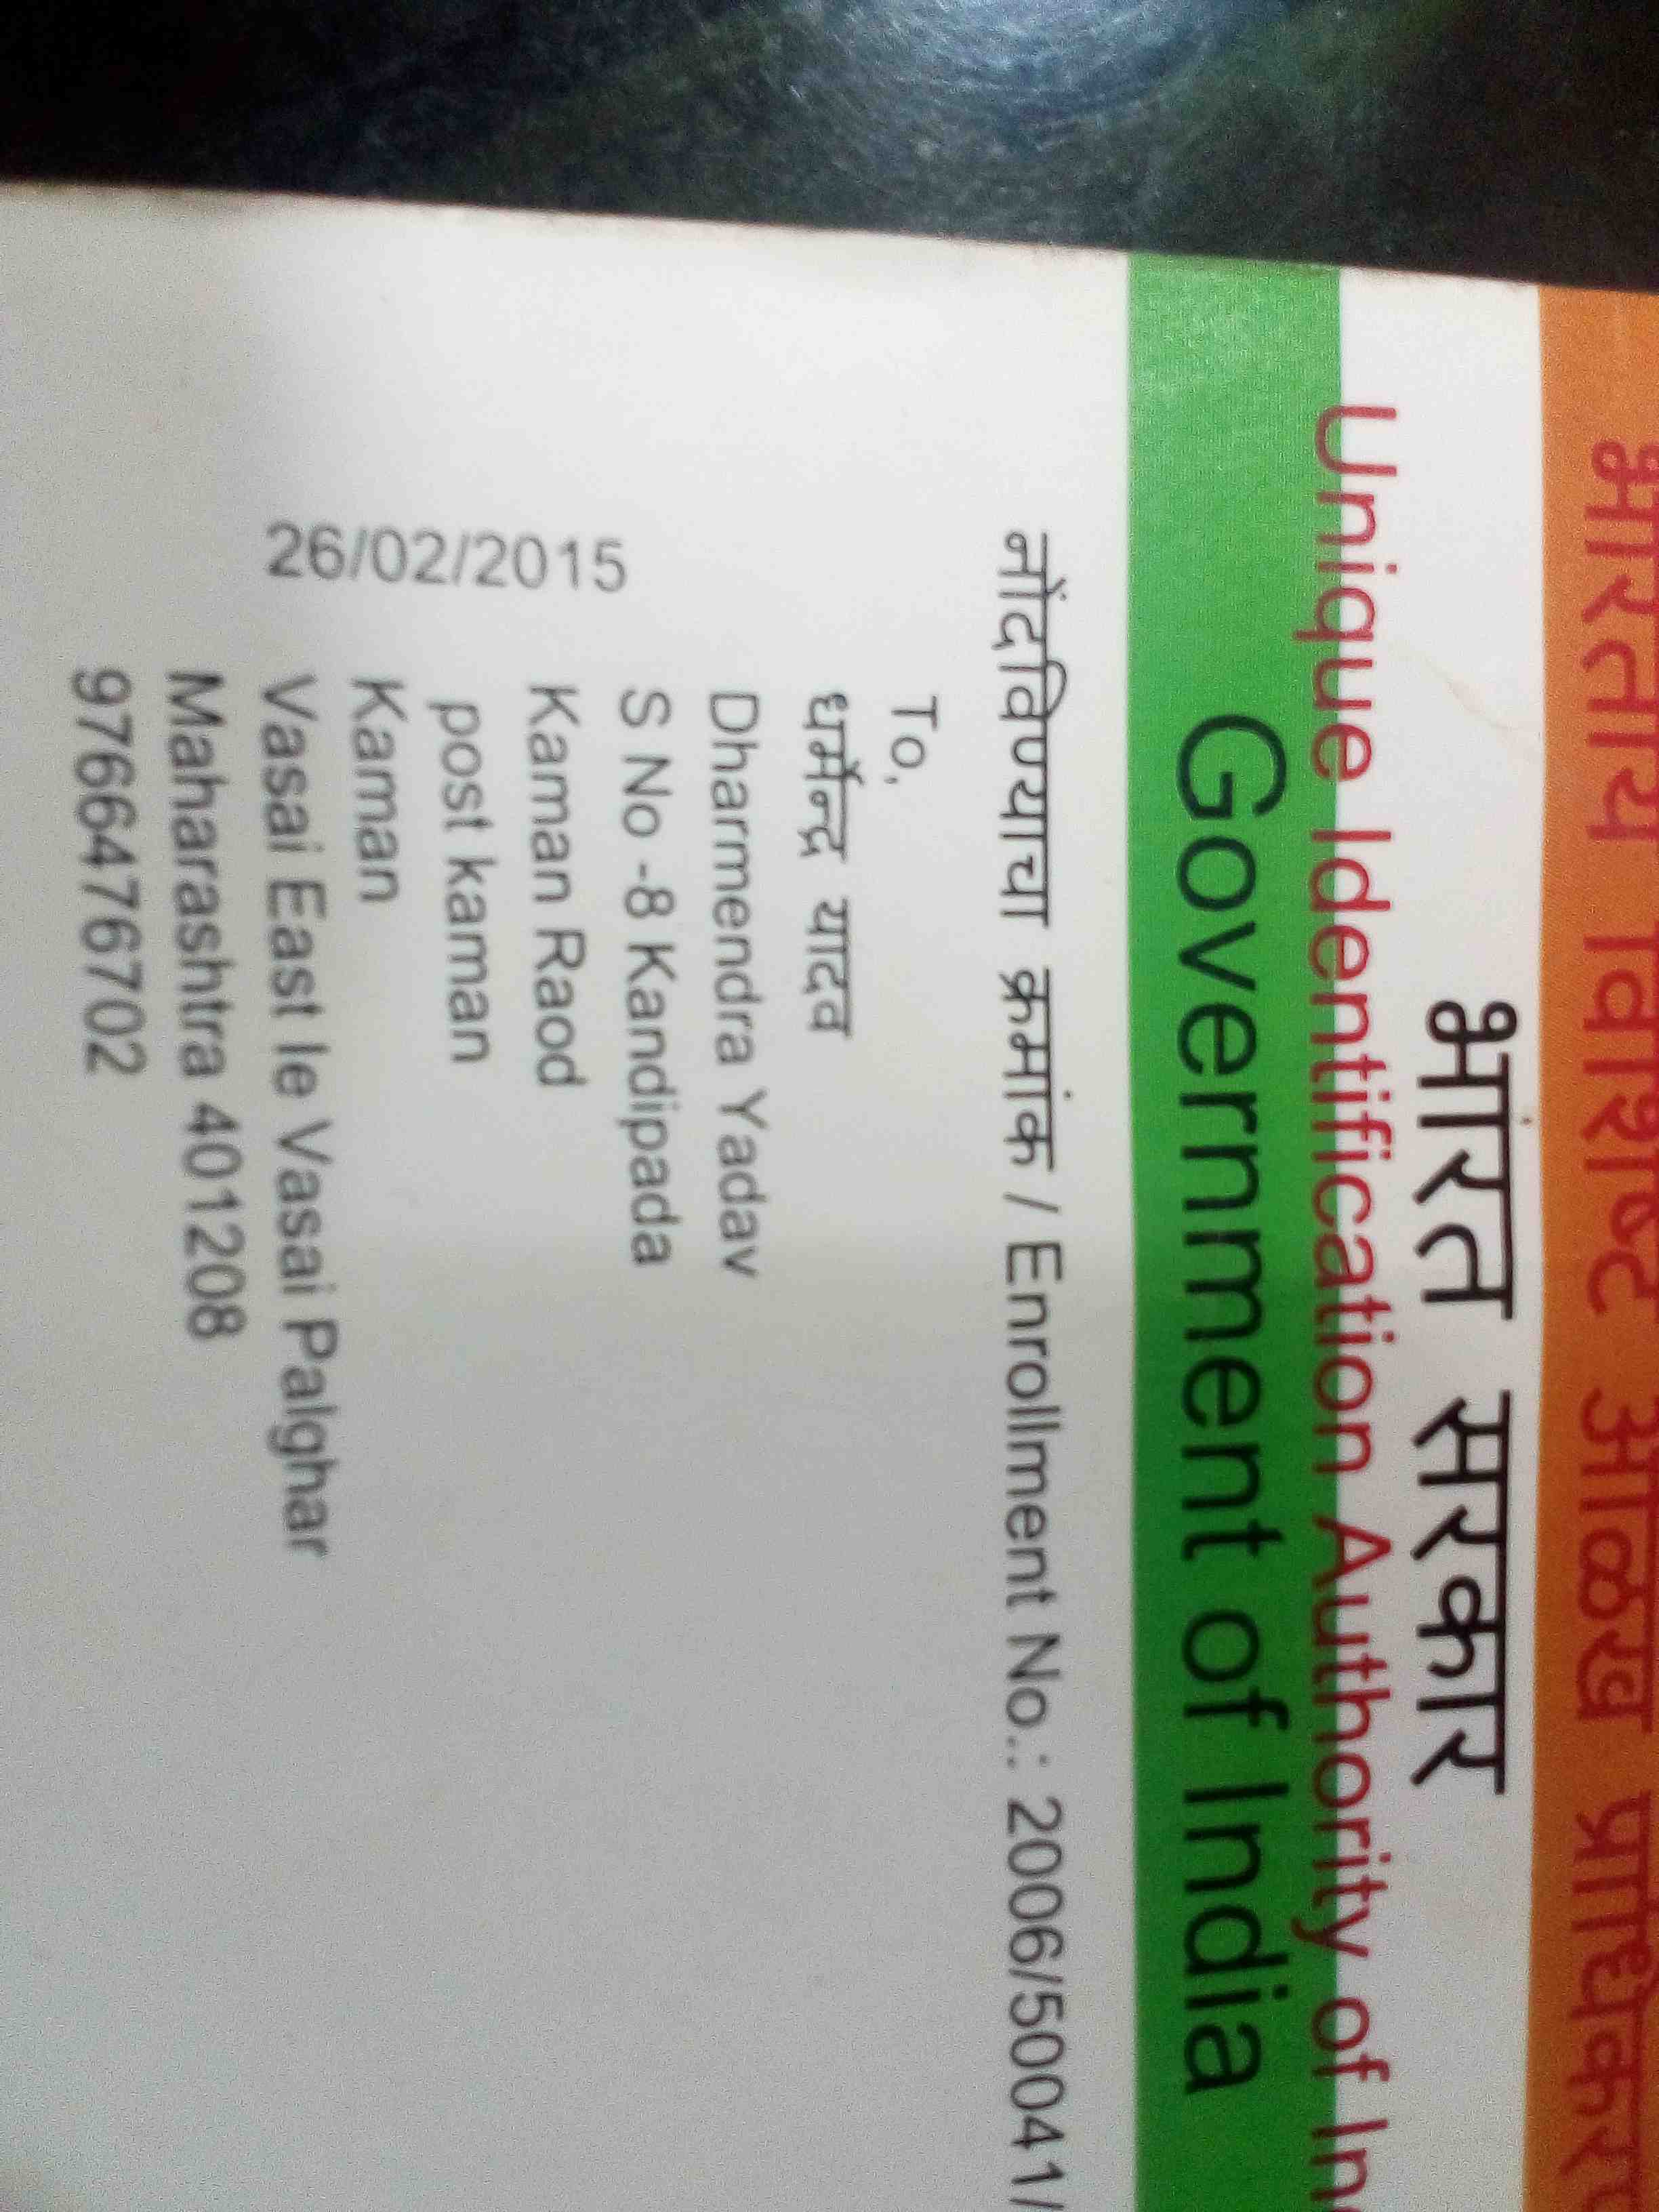 भारतीय विशिष्ट ओळख प्राधिकरण
भारत सरकार
Unique Identification Authority of In
Government of India
नोंदविण्याचा क्रमांक / Enrollment No.: 2006/50041/
To,
धर्मेन्द्र यादव
Dharmendra Yadav
S No -8 Kandipada
Kaman Raod
post kaman
Kaman
Vasai East Ie Vasai Palghar
Maharashtra 401208
9766476702
26/02/2015